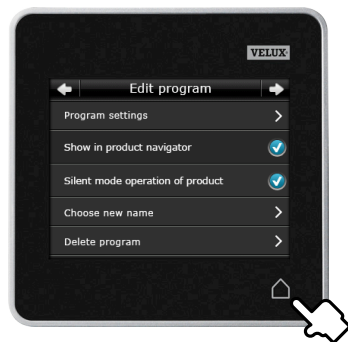 VELUX
Edit program
Program settings
Show in product navigator
Silent mode operation of product
Choose new name
Delete program